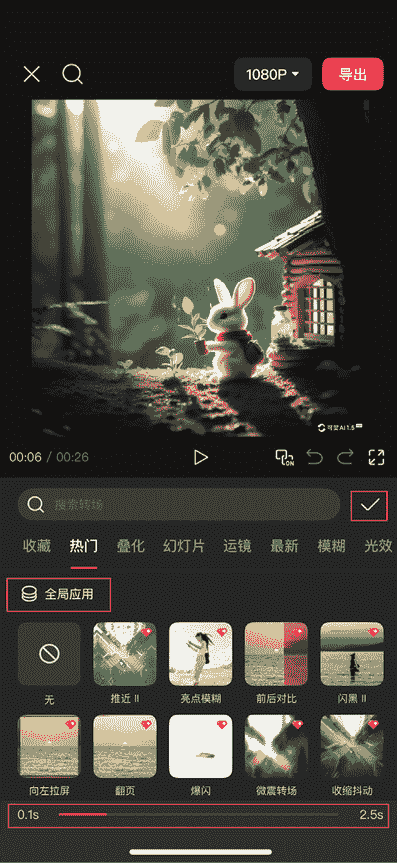 1080P
导出
可灵AI 1.5
00:06 / 00:26
ON
搜索转场
收藏 热门 叠化 幻灯片 运镜 最新 模糊 光效
全局应用
无 推近 II 亮点模糊 前后对比 闪黑 II
向左拉屏 翻页 爆闪 微震转场 收缩抖动
0.1s 2.5s